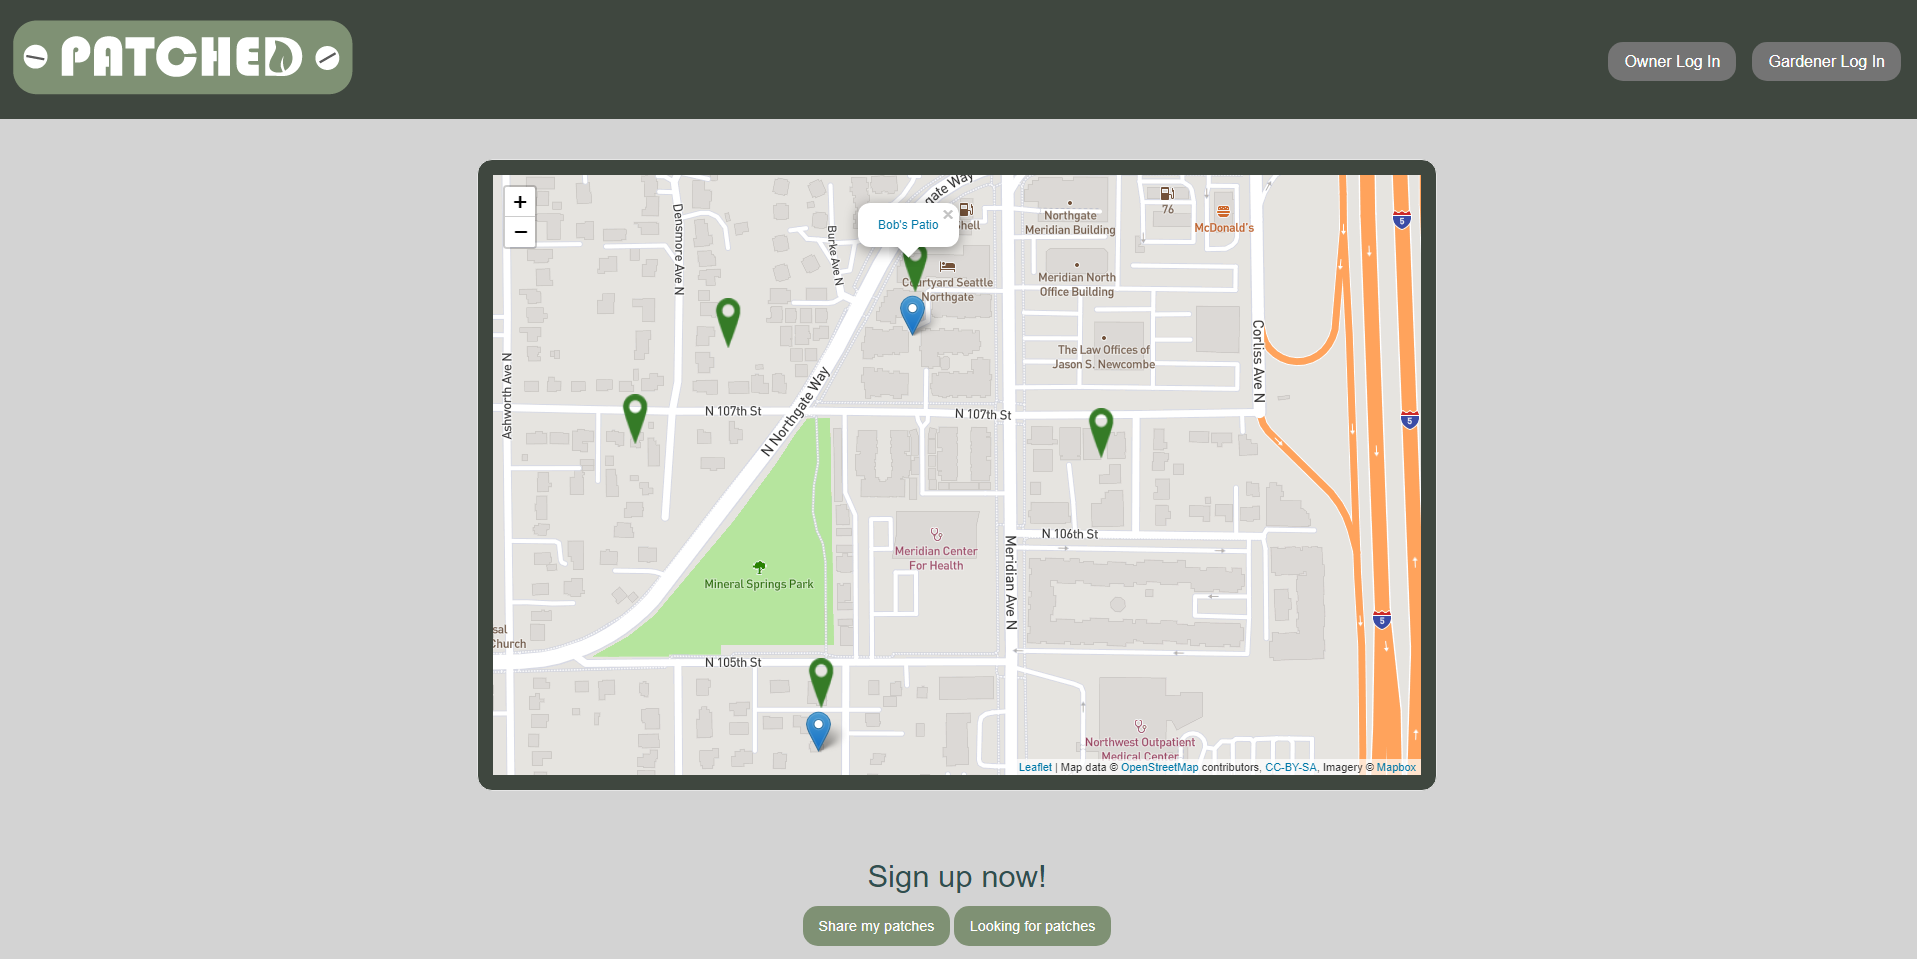 PATCHED
Owner Log In
Gardener Log In
+
−
Densmore Ave N
Burke Ave N
gate Way
Bob's Patio
×
hell
Courtyard Seattle
Northgate
Northgate
Meridian Building
76
McDonald's
5
Meridian North
Office Building
The Law Offices of
Jason S. Newcombe
Corliss Ave N
Ashworth Ave N
N 107th St
N Northgate Way
N 107th St
5
N 106th St
Meridian Center
For Health
Meridian Ave N
Mineral Springs Park
5
sal
Church
N 105th St
Northwest Outpatient
Medical Center
Leaflet | Map data © OpenStreetMap contributors, CC-BY-SA, Imagery © Mapbox
Sign up now!
Share my patches
Looking for patches